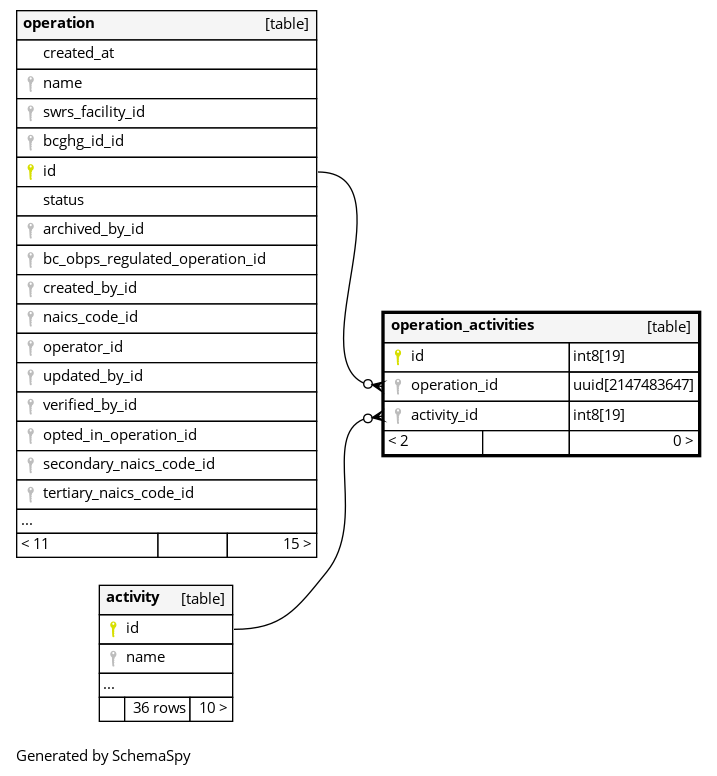 operation [table]
created_at
name
swrs_facility_id
bcghg_id_id
id
status
archived_by_id
bc_obps_regulated_operation_id
created_by_id
naics_code_id
operator_id
updated_by_id
verified_by_id
opted_in_operation_id
secondary_naics_code_id
tertiary_naics_code_id
...
< 11 15 >
operation_activities [table]
id int8[19]
operation_id uuid[2147483647]
activity_id int8[19]
< 2 0 >
activity [table]
id
name
...
36 rows 10 >
Generated by SchemaSpy